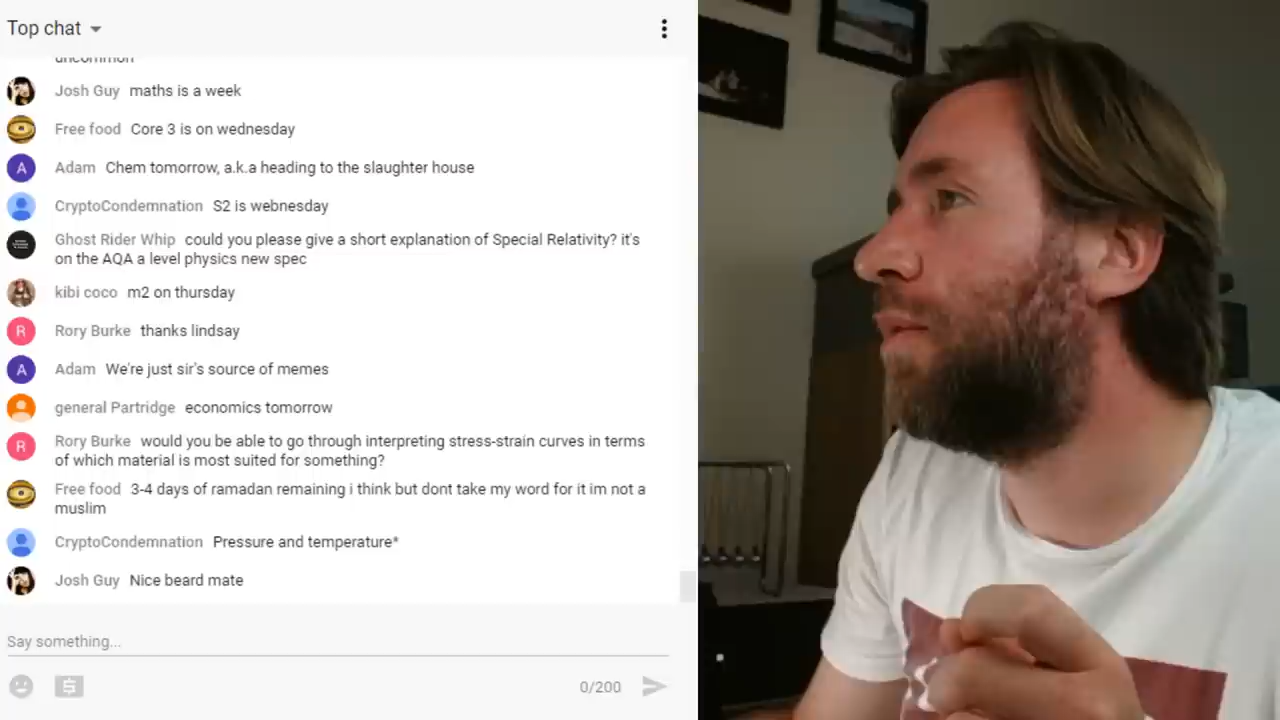 Top chat
uncommon
Josh Guy maths is a week
Free food Core 3 is on wednesday
A Adam Chem tomorrow, a.k.a heading to the slaughter house
CryptoCondemnation S2 is webnesday
Ghost Rider Whip could you please give a short explanation of Special Relativity? it's
on the AQA a level physics new spec
kibi coco m2 on thursday
R Rory Burke thanks lindsay
A Adam We're just sir's source of memes
general Partridge economics tomorrow
R Rory Burke would you be able to go through interpreting stress-strain curves in terms
of which material is most suited for something?
Free food 3-4 days of ramadan remaining i think but dont take my word for it im not a
muslim
CryptoCondemnation Pressure and temperature*
Josh Guy Nice beard mate
Say something...
0/200